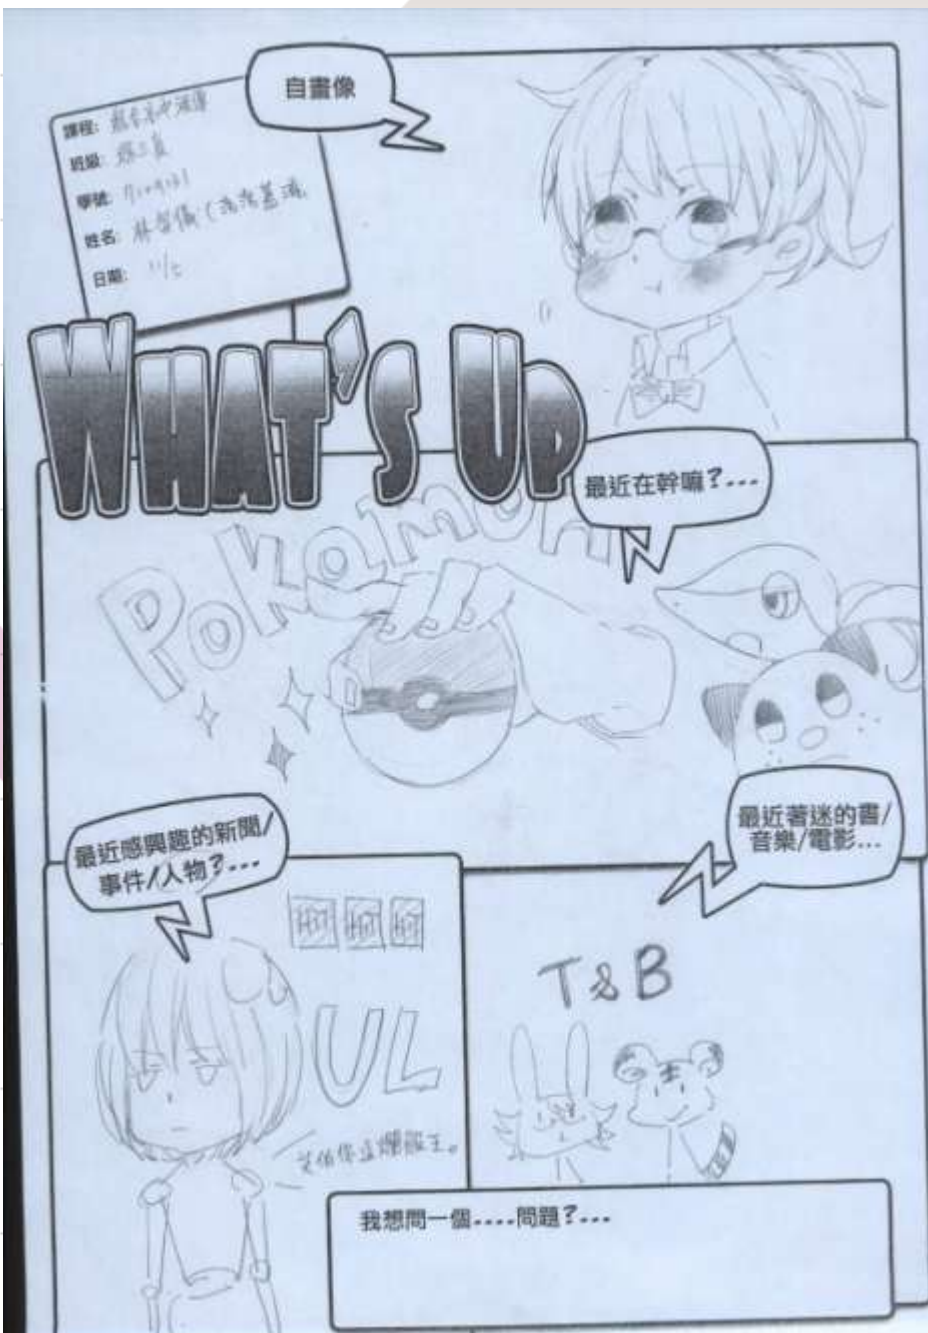 自畫像
課程:
班級:
學號:
姓名:
日期:
WHAT'S UP
最近在幹嘛?...
Pokamon
最近感興趣的新聞/
事件/人物?...
最近著迷的書/
音樂/電影...
UL
T&B
我想問一個....問題?...